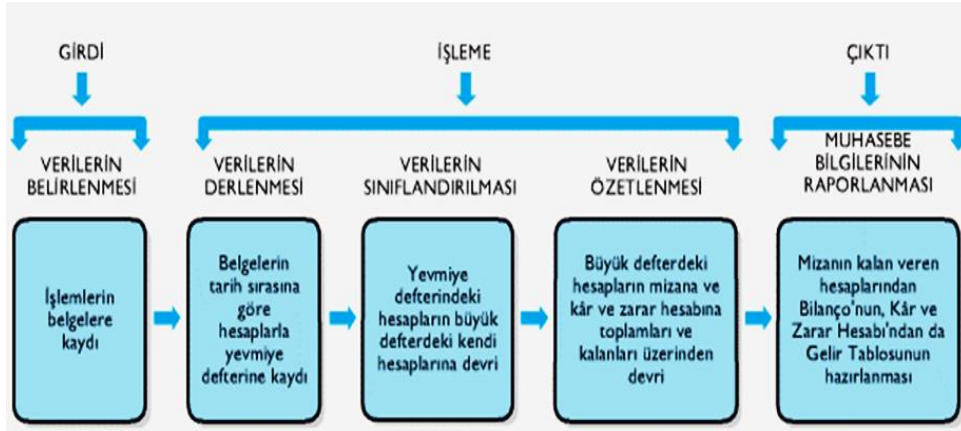 GİRDİ
İŞLEME
ÇIKTI
VERİLERİN
BELİRLENMESİ
VERİLERİN
DERLENMESİ
VERİLERİN
SINIFLANDIRILMASI
VERİLERİN
ÖZETLENMESİ
MUHASEBE
BİLGİLERİNİN
RAPORLANMASI
İşlemlerin
belgelere
kaydı
Belgelerin
tarih sırasına
göre
hesaplarla
yevmiye
defterine kaydı
Yevmiye
defterindeki
hesapların büyük
defterdeki kendi
hesaplarına devri
Büyük defterdeki
hesapların mizana ve
kâr ve zarar hesabına
toplamları ve
kalanları üzerinden
devri
Mizanın kalan veren
hesaplarından
Bilanço'nun, Kâr ve
Zarar Hesabı'ndan da
Gelir Tablosunun
hazırlanması